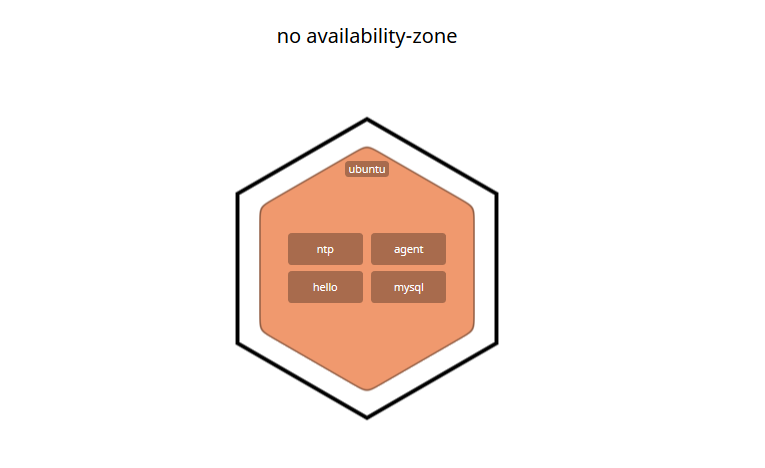 no availability-zone
ubuntu
ntp agent
hello mysql